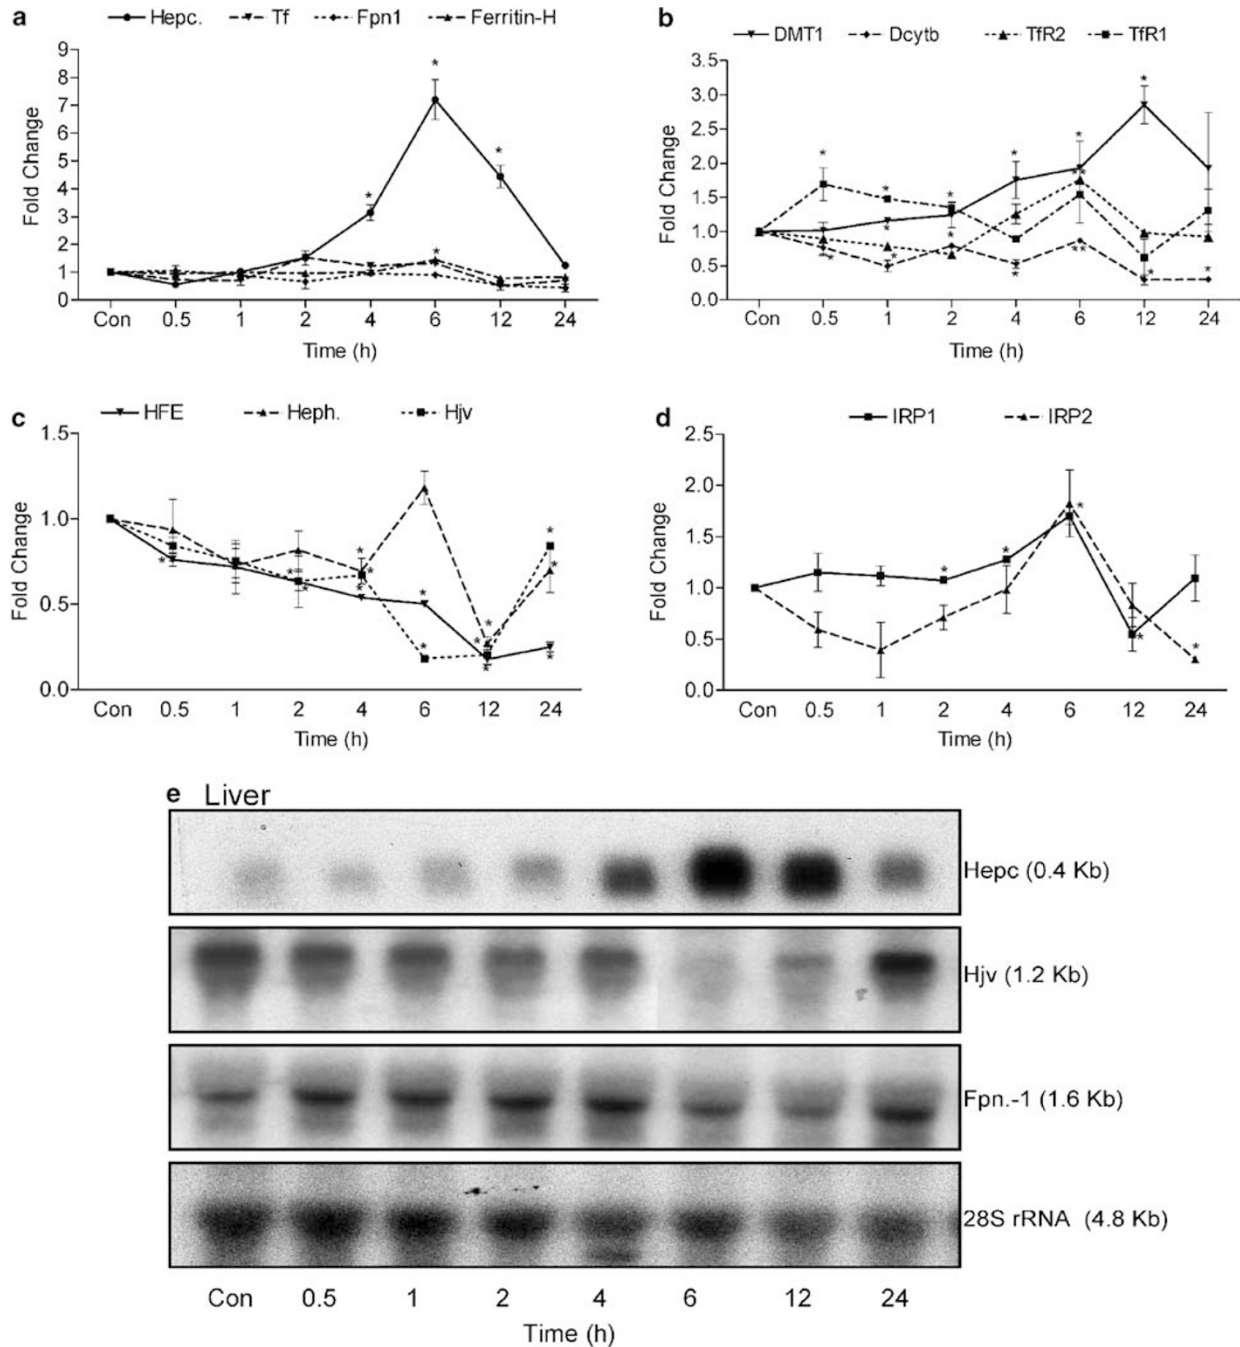 a
Hepc. Tf Fpn1 Ferritin-H
9
8
7
6
5
4
3
2
1
0
Fold Change
* * * *
Con 0.5 1 2 4 6 12 24
Time (h)
b
DMT1 Dcytb TfR2 TfR1
3.5
3.0
2.5
2.0
1.5
1.0
0.5
0.0
Fold Change
Con 0.5 1 2 4 6 12 24
Time (h)
c
HFE Heph. Hjv
1.5
1.0
0.5
0.0
Fold Change
Con 0.5 1 2 4 6 12 24
Time (h)
d
IRP1 IRP2
2.5
2.0
1.5
1.0
0.5
0.0
Fold Change
Con 0.5 1 2 4 6 12 24
Time (h)
e Liver
Hepc (0.4 Kb)
Hjv (1.2 Kb)
Fpn.-1 (1.6 Kb)
28S rRNA (4.8 Kb)
Con 0.5 1 2 4 6 12 24
Time (h)